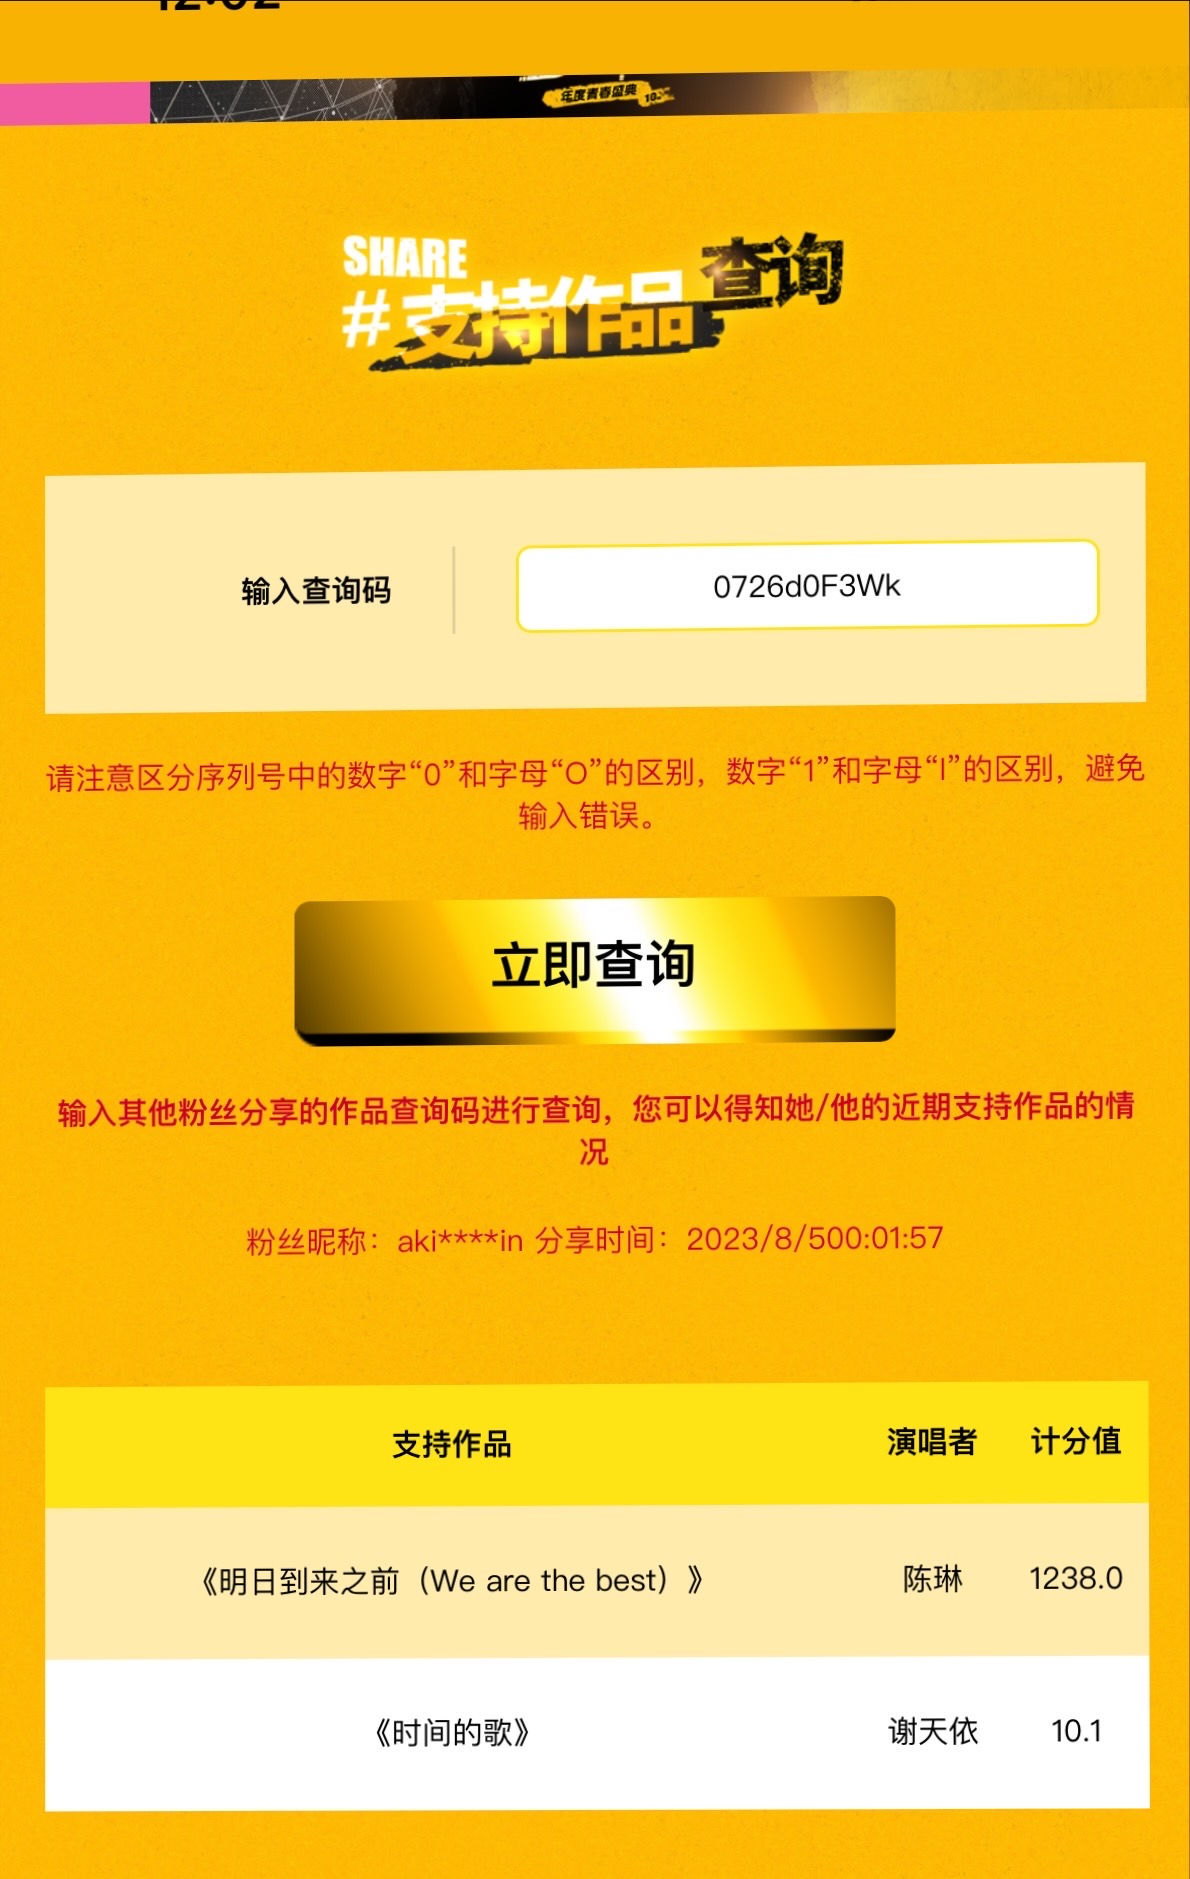 年度青春盛典
SHARE
#支持作品查询
输入查询码
0726d0F3Wk
请注意区分序列号中的数字“0”和字母“O”的区别，数字“1”和字母“l”的区别，避免
输入错误。
立即查询
输入其他粉丝分享的作品查询码进行查询，您可以得知她/他的近期支持作品的情
况
粉丝昵称：aki****in 分享时间：2023/8/500:01:57
支持作品 演唱者 计分值
《明日到来之前（We are the best）》 陈琳 1238.0
《时间的歌》 谢天依 10.1